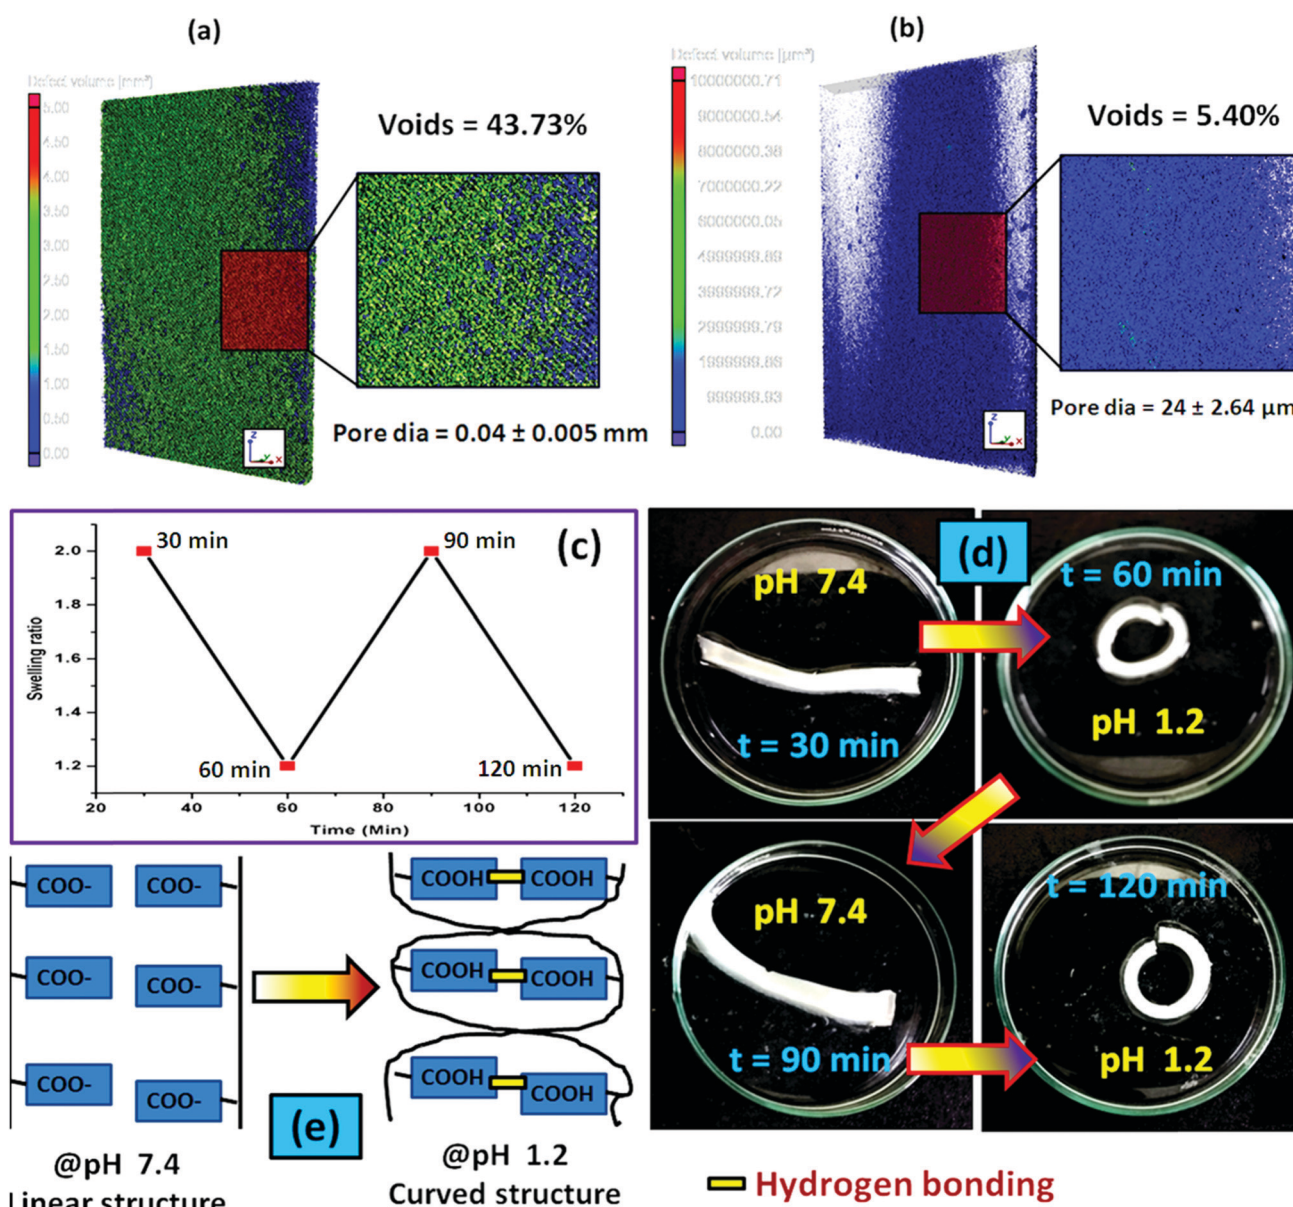 (a)
Defect volume [mm³]
5.00
4.50
4.00
3.50
3.00
2.50
2.00
1.50
1.00
0.50
0.00
Voids = 43.73%
Pore dia = 0.04 ± 0.005 mm
z
y
x
(b)
Defect volume [µm³]
10000000.71
9000000.54
8000000.38
7000000.22
6000000.05
4999999.89
3999999.72
2999999.79
1999999.86
999999.93
0.00
Voids = 5.40%
Pore dia = 24 ± 2.64 µm
z
y
x
(c)
Swelling ratio
2.0
1.8
1.6
1.4
1.2
30 min
90 min
60 min
120 min
20
40
60
80
100
120
Time (Min)
(d)
pH 7.4
t = 30 min
t = 60 min
pH 1.2
pH 7.4
t = 90 min
t = 120 min
pH 1.2
COO-
COO-
COO-
COO-
COO-
COO-
@pH 7.4
Linear structure
(e)
COOH
COOH
COOH
COOH
COOH
COOH
@pH 1.2
Curved structure
Hydrogen bonding